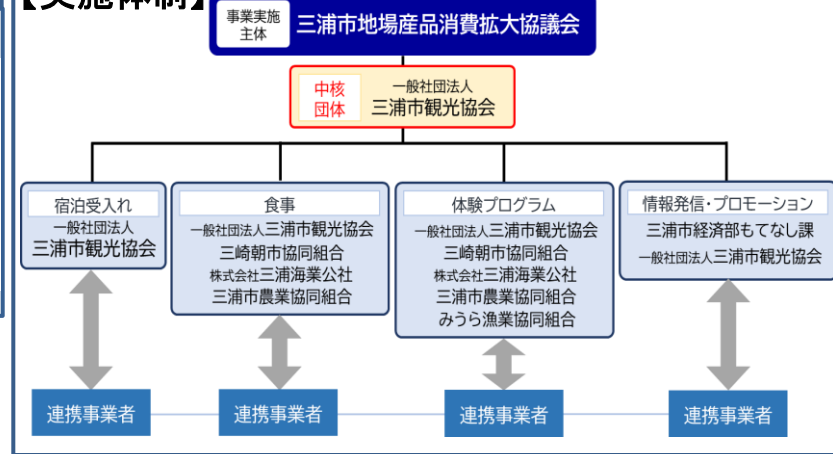 【実施体制】
事業実施
主体
三浦市地場産品消費拡大協議会
中核
団体
一般社団法人
三浦市観光協会
宿泊受入れ
一般社団法人
三浦市観光協会
食事
一般社団法人三浦市観光協会
三崎朝市協同組合
株式会社三浦海業公社
三浦市農業協同組合
体験プログラム
一般社団法人三浦市観光協会
三崎朝市協同組合
株式会社三浦海業公社
三浦市農業協同組合
みうら漁業協同組合
情報発信・プロモーション
三浦市経済部もてなし課
一般社団法人三浦市観光協会
連携事業者
連携事業者
連携事業者
連携事業者